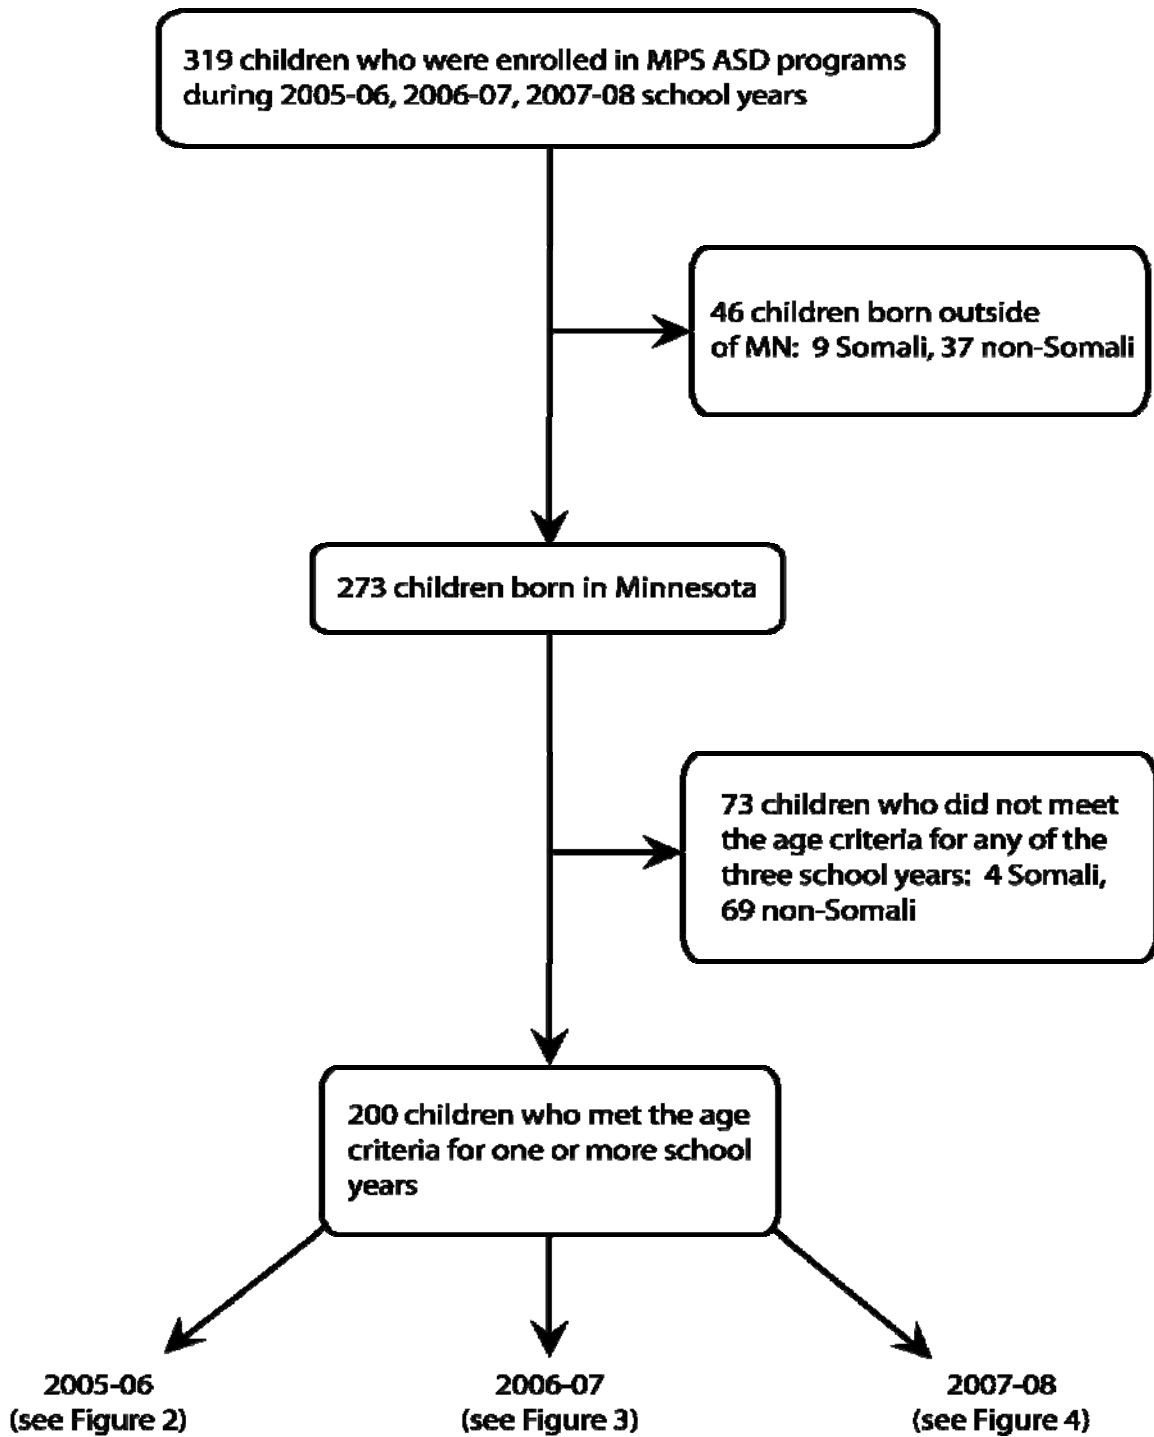 319 children who were enrolled in MPS ASD programs
during 2005-06, 2006-07, 2007-08 school years
46 children born outside
of MN:  9 Somali, 37 non-Somali
273 children born in Minnesota
73 children who did not meet
the age criteria for any of the
three school years:  4 Somali,
69 non-Somali
200 children who met the age
criteria for one or more school
years
2005-06
(see Figure 2)
2006-07
(see Figure 3)
2007-08
(see Figure 4)